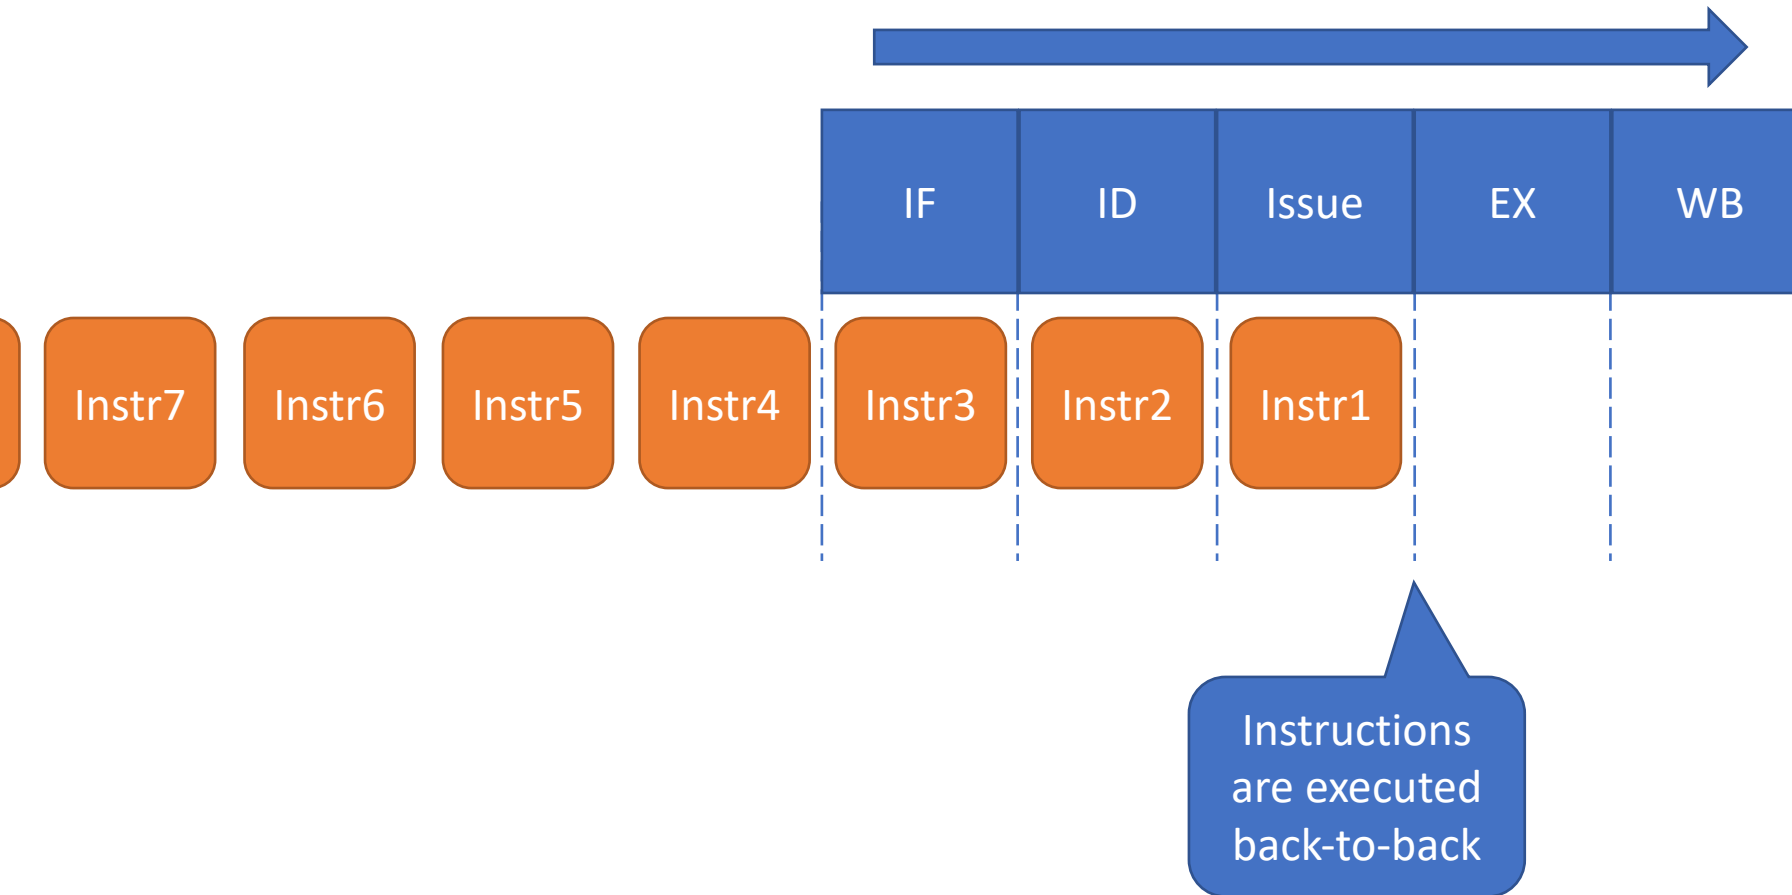 IF ID Issue EX WB
Instr7 Instr6 Instr5 Instr4 Instr3 Instr2 Instr1
Instructions
are executed
back-to-back